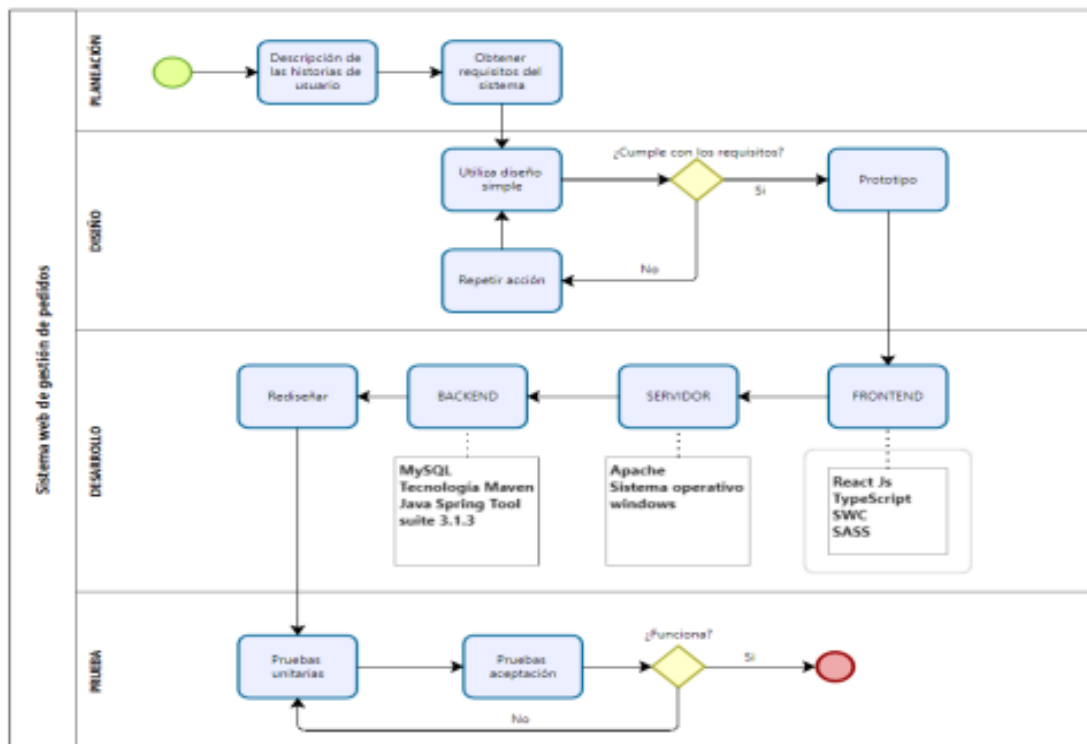 Sistema web de gestión de pedidos
PLANEACIÓN
Descripción de
las historias de
usuario
Obtener
requisitos del
sistema
DISEÑO
Utiliza diseño
simple
¿Cumple con los requisitos?
Si
Prototipo
No
Repetir acción
DESARROLLO
Rediseñar
BACKEND
SERVIDOR
FRONTEND
MySQL
Tecnología Maven
Java Spring Tool
suite 3.1.3
Apache
Sistema operativo
windows
React Js
TypeScript
SWC
SASS
PRUEBA
Pruebas
unitarias
Pruebas
aceptación
¿Funciona?
Si
No